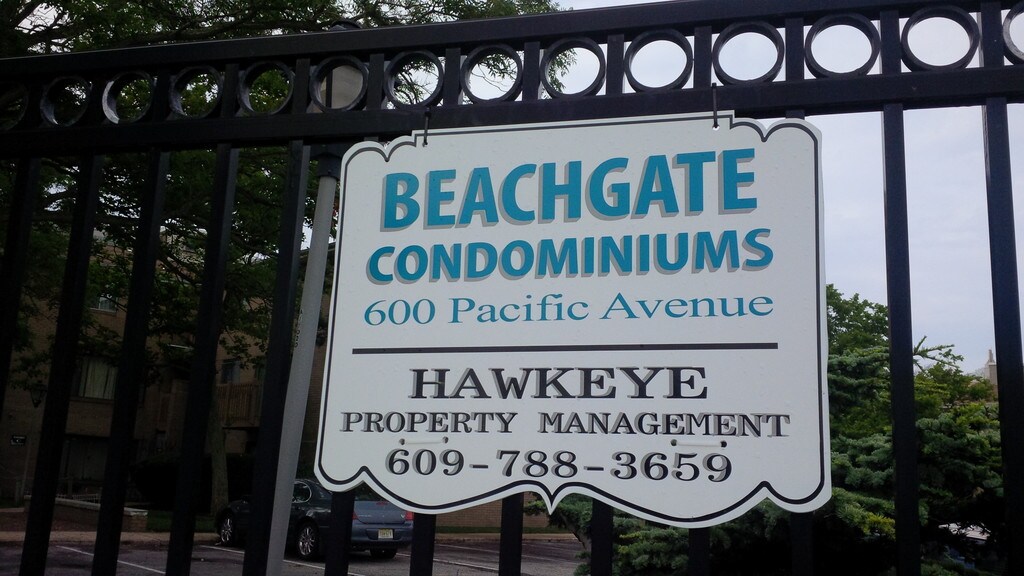 BEACHGATE
CONDOMINIUMS
600 Pacific Avenue
HAWKEYE
PROPERTY MANAGEMENT
609-788-3659